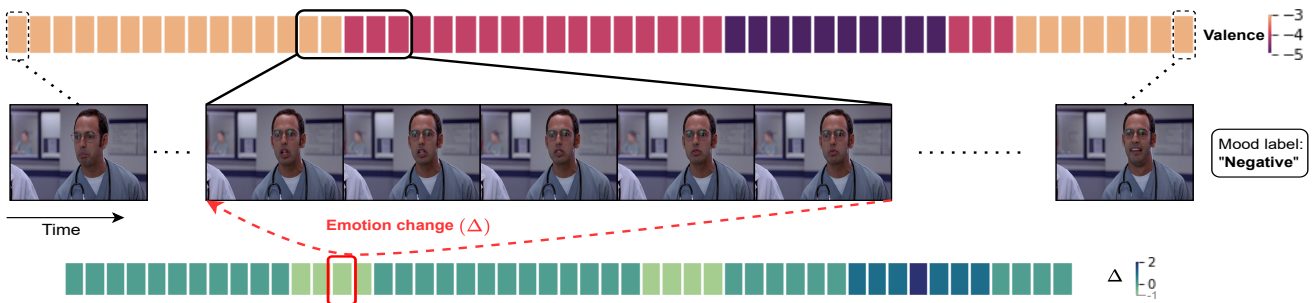 Valence
−3
−4
−5
Mood label:
"Negative"
Time
Emotion change (Δ)
Δ
2
0
-1